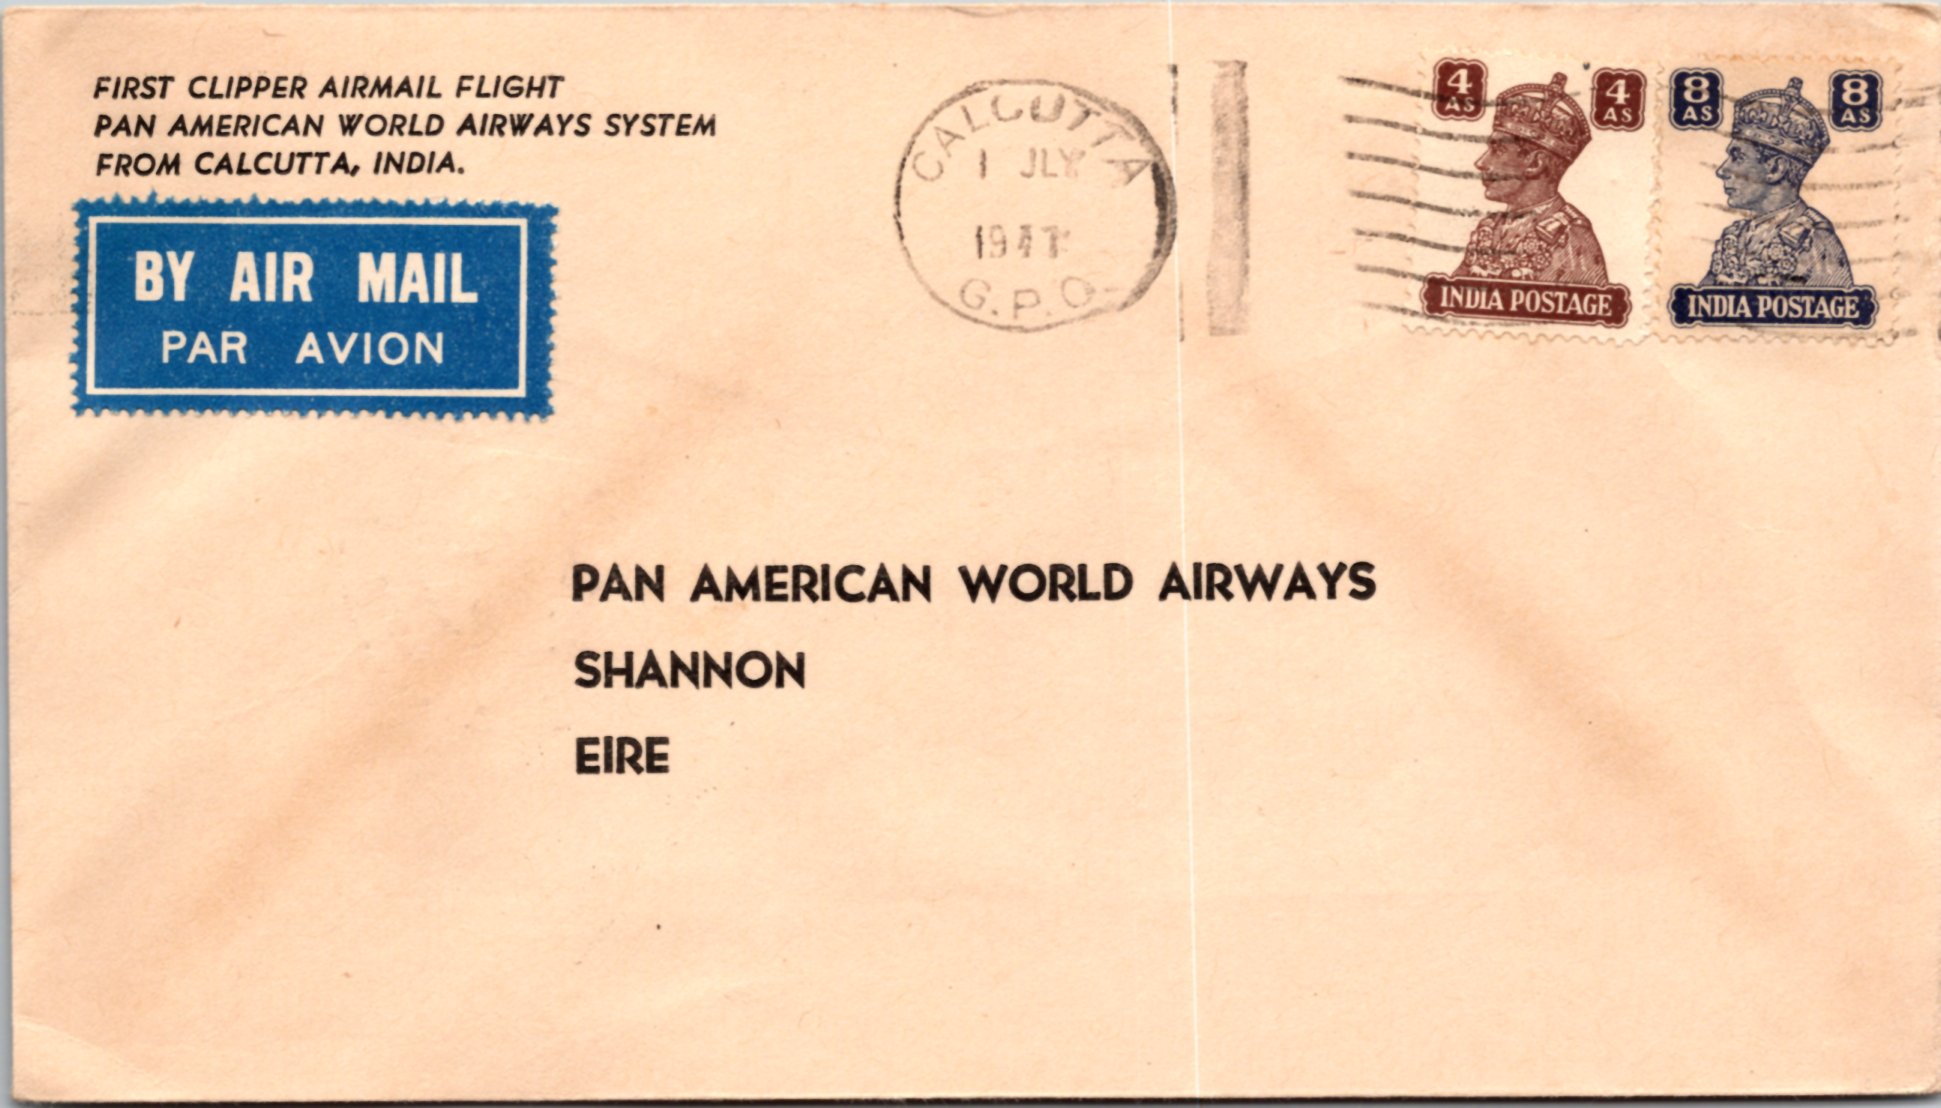 FIRST CLIPPER AIRMAIL FLIGHT
PAN AMERICAN WORLD AIRWAYS SYSTEM
FROM CALCUTTA, INDIA.
BY AIR MAIL
PAR AVION
CALCUTTA
1 JLY
1947
G.P.O.
4 AS 4 AS
INDIA POSTAGE
8 AS 8 AS
INDIA POSTAGE
PAN AMERICAN WORLD AIRWAYS
SHANNON
EIRE